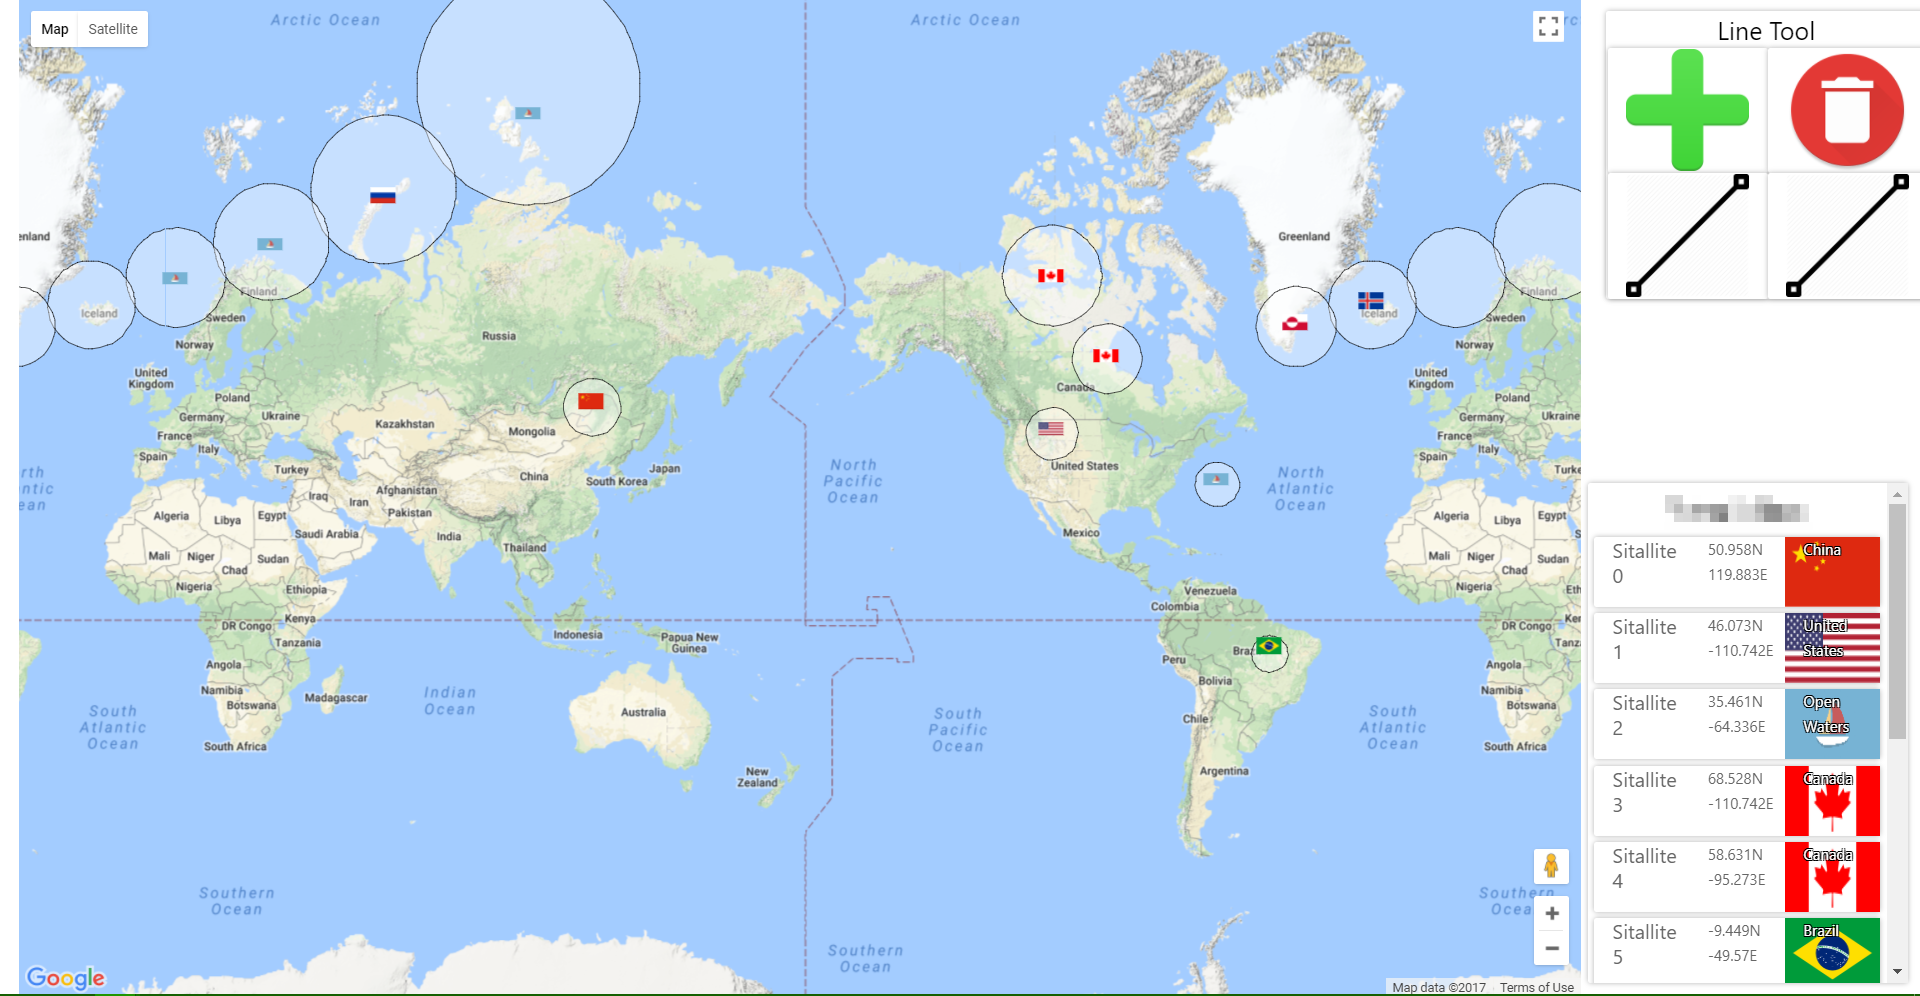 Map
Satellite
Arctic Ocean
Arctic Ocean
Line Tool
enland
Greenland
Iceland
Finland
Sweden
Norway
Russia
United
Kingdom
Poland
Germany
Ukraine
France
Italy
Spain
Turkey
Kazakhstan
Mongolia
China
Japan
South Korea
Afghanistan
Iraq
Iran
Pakistan
Algeria
Libya
Egypt
Saudi Arabia
India
Thailand
Mali
Niger
Sudan
Chad
Nigeria
Ethiopia
DR Congo
Kenya
Tanzania
Indonesia
Papua New
Guinea
Angola
Namibia
Botswana
Madagascar
South Africa
Indian
Ocean
Australia
New
Zealand
South
Atlantic
Ocean
Southern
Ocean
North
Pacific
Ocean
South
Pacific
Ocean
Southern
Ocean
Canada
United States
Mexico
North
Atlantic
Ocean
Venezuela
Colombia
Peru
Bolivia
Chile
Argentina
South
Atlantic
Ocean
Iceland
Finland
Sweden
Norway
United
Kingdom
Poland
Germany
Ukraine
France
Italy
Spain
Turke
Algeria
Libya
Egypt
Mali
Niger
Sudan
Chad
Nigeria
Eth
DR Congo
Ke
Tanz
Angola
Namibia
Botswana
South Africa
Southern
Ocea
Google
Map data ©2017
Terms of Use
Sitallite 0
50.958N
119.883E
China
Sitallite 1
46.073N
-110.742E
United
States
Sitallite 2
35.461N
-64.336E
Open
Waters
Sitallite 3
68.528N
-110.742E
Canada
Sitallite 4
58.631N
-95.273E
Canada
Sitallite 5
-9.449N
-49.57E
Brazil